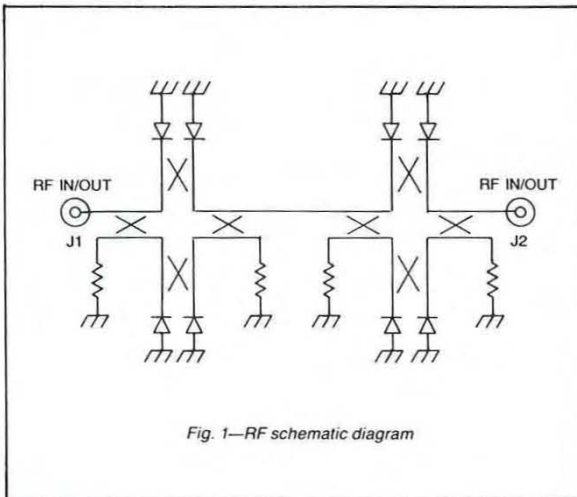 RF IN/OUT
RF IN/OUT
J1
J2
Fig. 1—RF schematic diagram